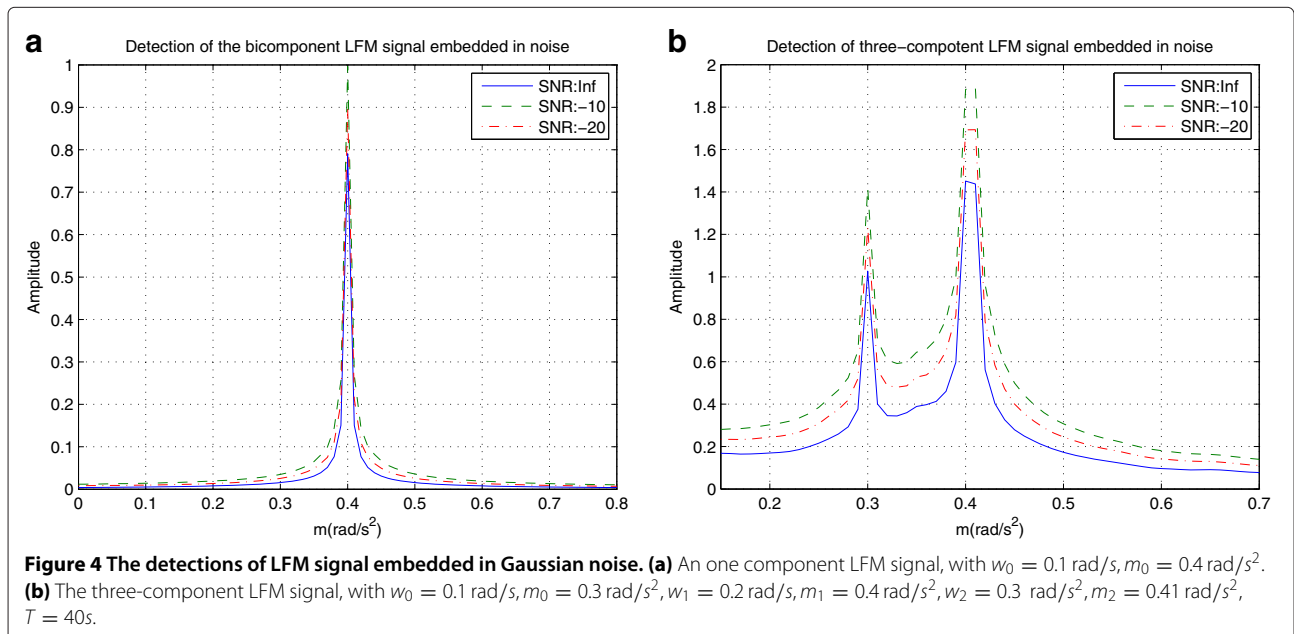 a
Detection of the bicomponent LFM signal embedded in noise
1
0.9
0.8
0.7
0.6
0.5
0.4
0.3
0.2
0.1
0
Amplitude
SNR:Inf
SNR:−10
SNR:−20
0 0.1 0.2 0.3 0.4 0.5 0.6 0.7 0.8
m(rad/s²)
b
Detection of three−compotent LFM signal embedded in noise
2
1.8
1.6
1.4
1.2
1
0.8
0.6
0.4
0.2
0
Amplitude
SNR:Inf
SNR:−10
SNR:−20
0.2 0.3 0.4 0.5 0.6 0.7
m(rad/s²)
Figure 4 The detections of LFM signal embedded in Gaussian noise. (a) An one component LFM signal, with w₀ = 0.1 rad/s, m₀ = 0.4 rad/s².
(b) The three-component LFM signal, with w₀ = 0.1 rad/s, m₀ = 0.3 rad/s², w₁ = 0.2 rad/s, m₁ = 0.4 rad/s², w₂ = 0.3 rad/s², m₂ = 0.41 rad/s²,
T = 40s.